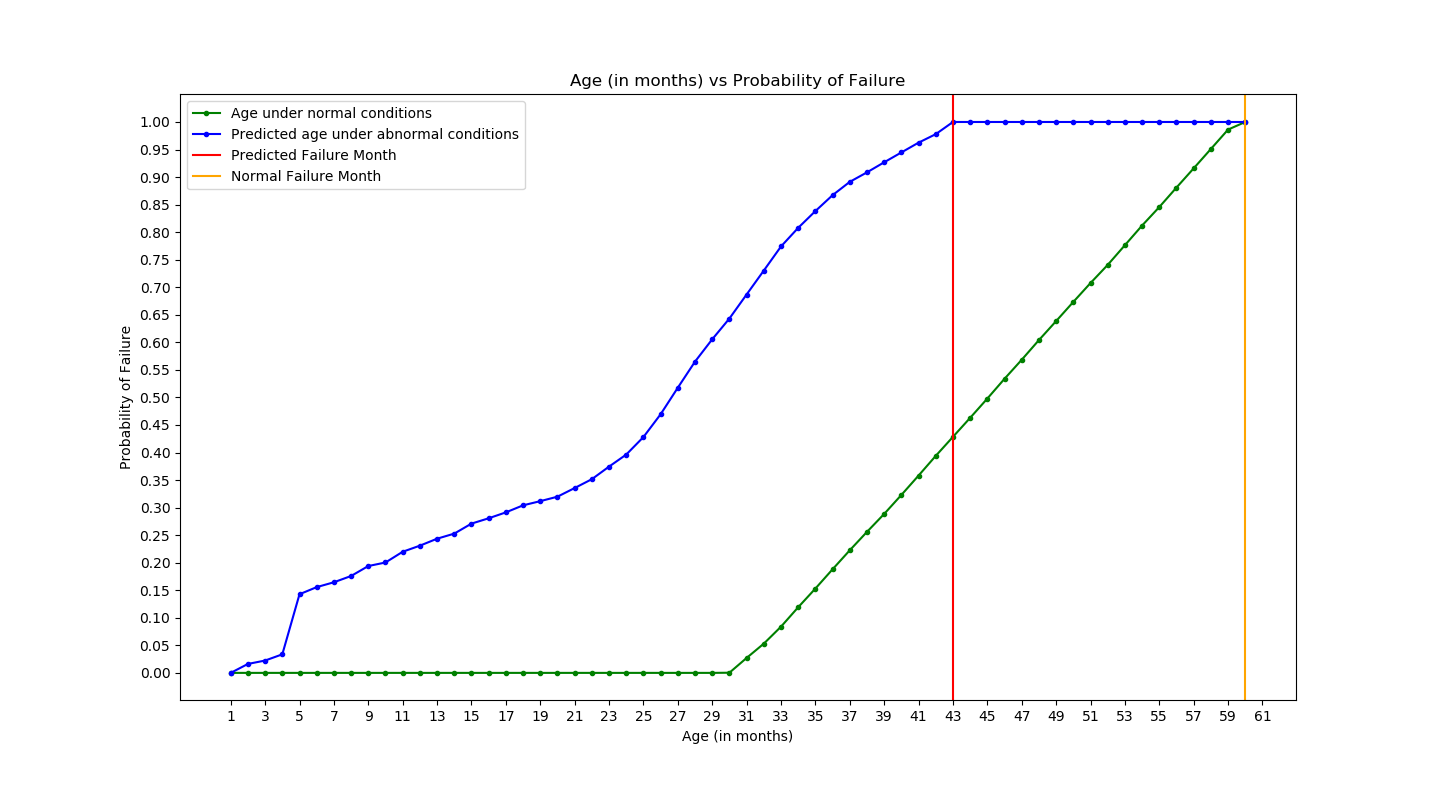 Age (in months) vs Probability of Failure
Age under normal conditions
Predicted age under abnormal conditions
Predicted Failure Month
Normal Failure Month
1.00
0.95
0.90
0.85
0.80
0.75
0.70
0.65
0.60
0.55
0.50
0.45
0.40
0.35
0.30
0.25
0.20
0.15
0.10
0.05
0.00
Probability of Failure
1 3 5 7 9 11 13 15 17 19 21 23 25 27 29 31 33 35 37 39 41 43 45 47 49 51 53 55 57 59 61
Age (in months)